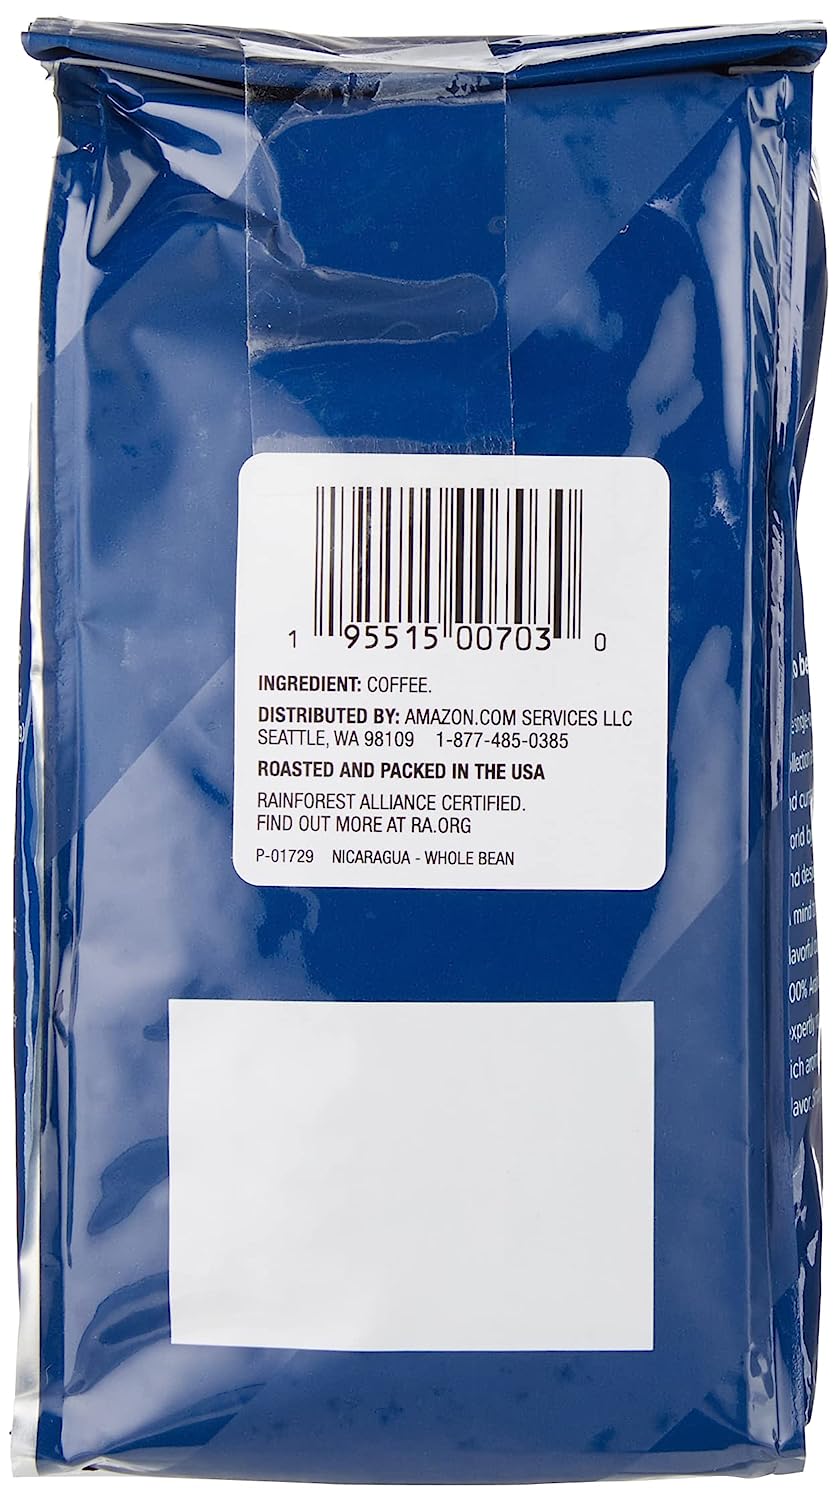 1 95515 00703 0
INGREDIENT: COFFEE.
DISTRIBUTED BY: AMAZON.COM SERVICES LLC
SEATTLE, WA 98109 1-877-485-0385
ROASTED AND PACKED IN THE USA
RAINFOREST ALLIANCE CERTIFIED.
FIND OUT MORE AT RA.ORG
P-01729 NICARAGUA - WHOLE BEAN